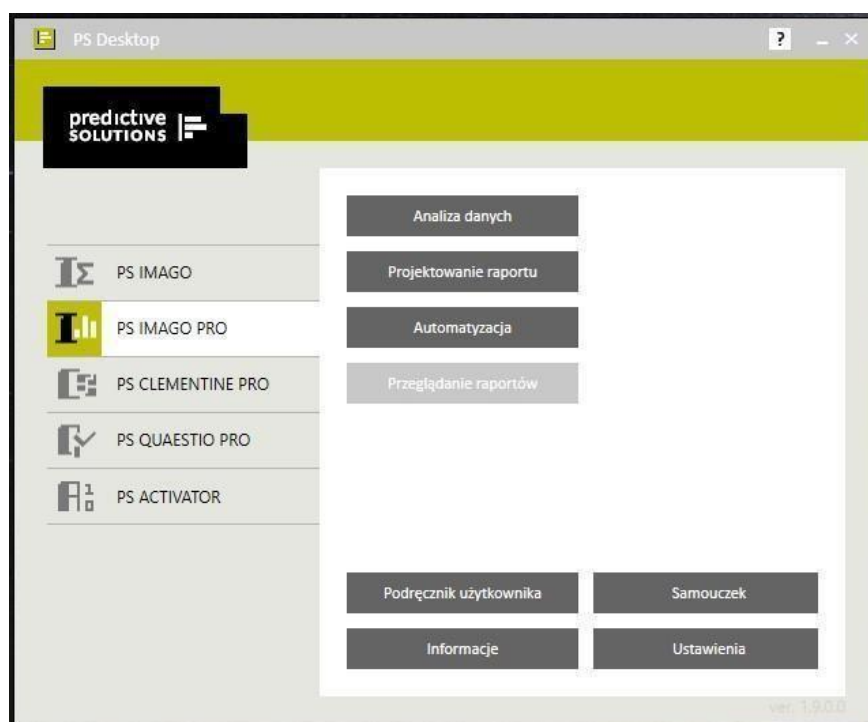 PS Desktop
?
predictive
SOLUTIONS
Analiza danych
PS IMAGO
Projektowanie raportu
PS IMAGO PRO
Automatyzacja
PS CLEMENTINE PRO
Przeglądanie raportów
PS QUAESTIO PRO
PS ACTIVATOR
Podręcznik użytkownika
Samouczek
Informacje
Ustawienia
ver. 1.9.0.0